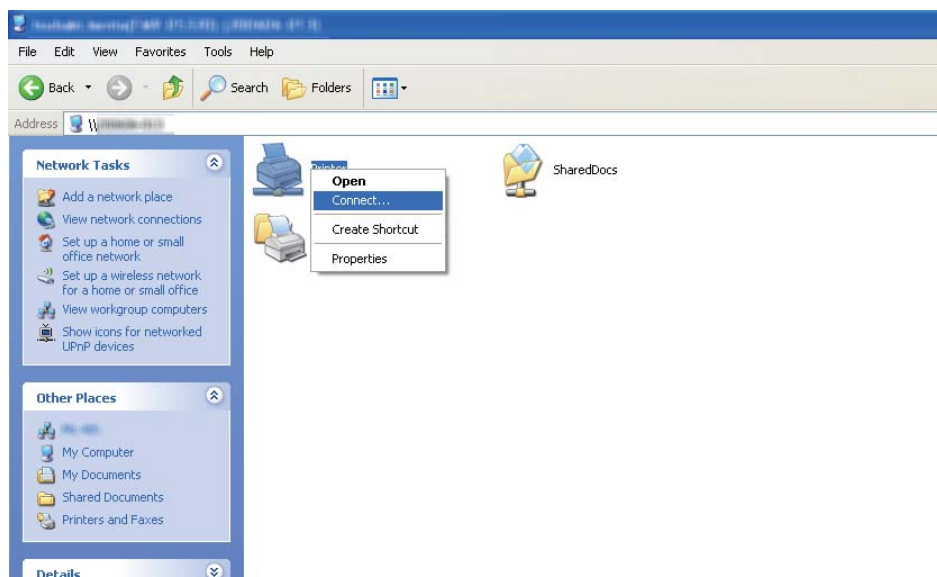 File Edit View Favorites Tools Help
Back Search Folders
Address \\
Network Tasks
Add a network place
View network connections
Set up a home or small
office network
Set up a wireless network
for a home or small office
View workgroup computers
Show icons for networked
UPnP devices
Other Places
My Computer
My Documents
Shared Documents
Printers and Faxes
Details
Printer
Open
Connect...
Create Shortcut
Properties
SharedDocs